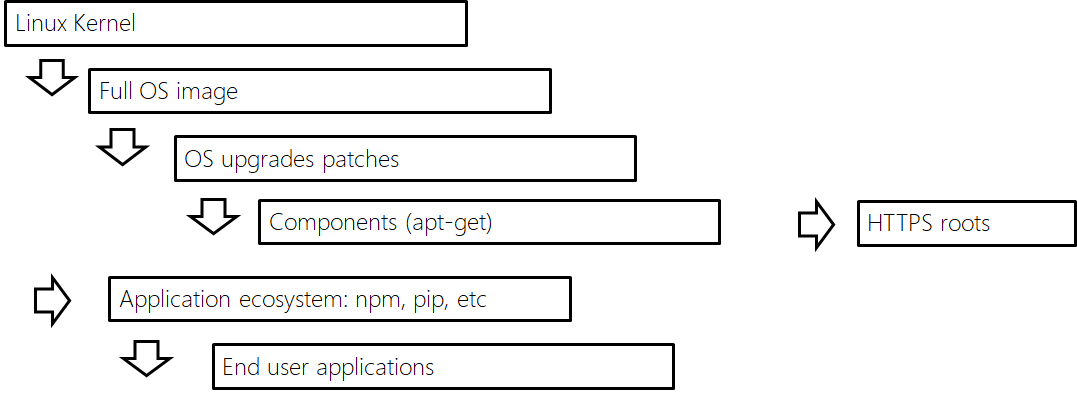 Linux Kernel
Full OS image
OS upgrades patches
Components (apt-get)
HTTPS roots
Application ecosystem: npm, pip, etc
End user applications